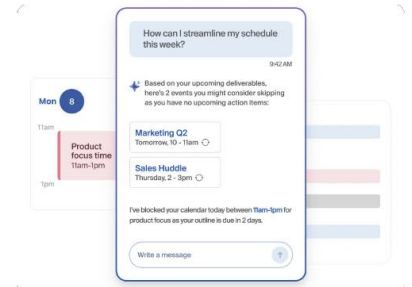 How can I streamline my schedule
this week?
9:42 AM
Based on your upcoming deliverables,
here's 2 events you might consider skipping
as you have no upcoming action items:
Mon 8
11am
Product
focus time
11am-1pm
1pm
Marketing Q2
Tomorrow, 10 - 11am
Sales Huddle
Thursday, 2 - 3pm
I've blocked your calendar today between 11am-1pm for
product focus as your outline is due in 2 days.
Write a message